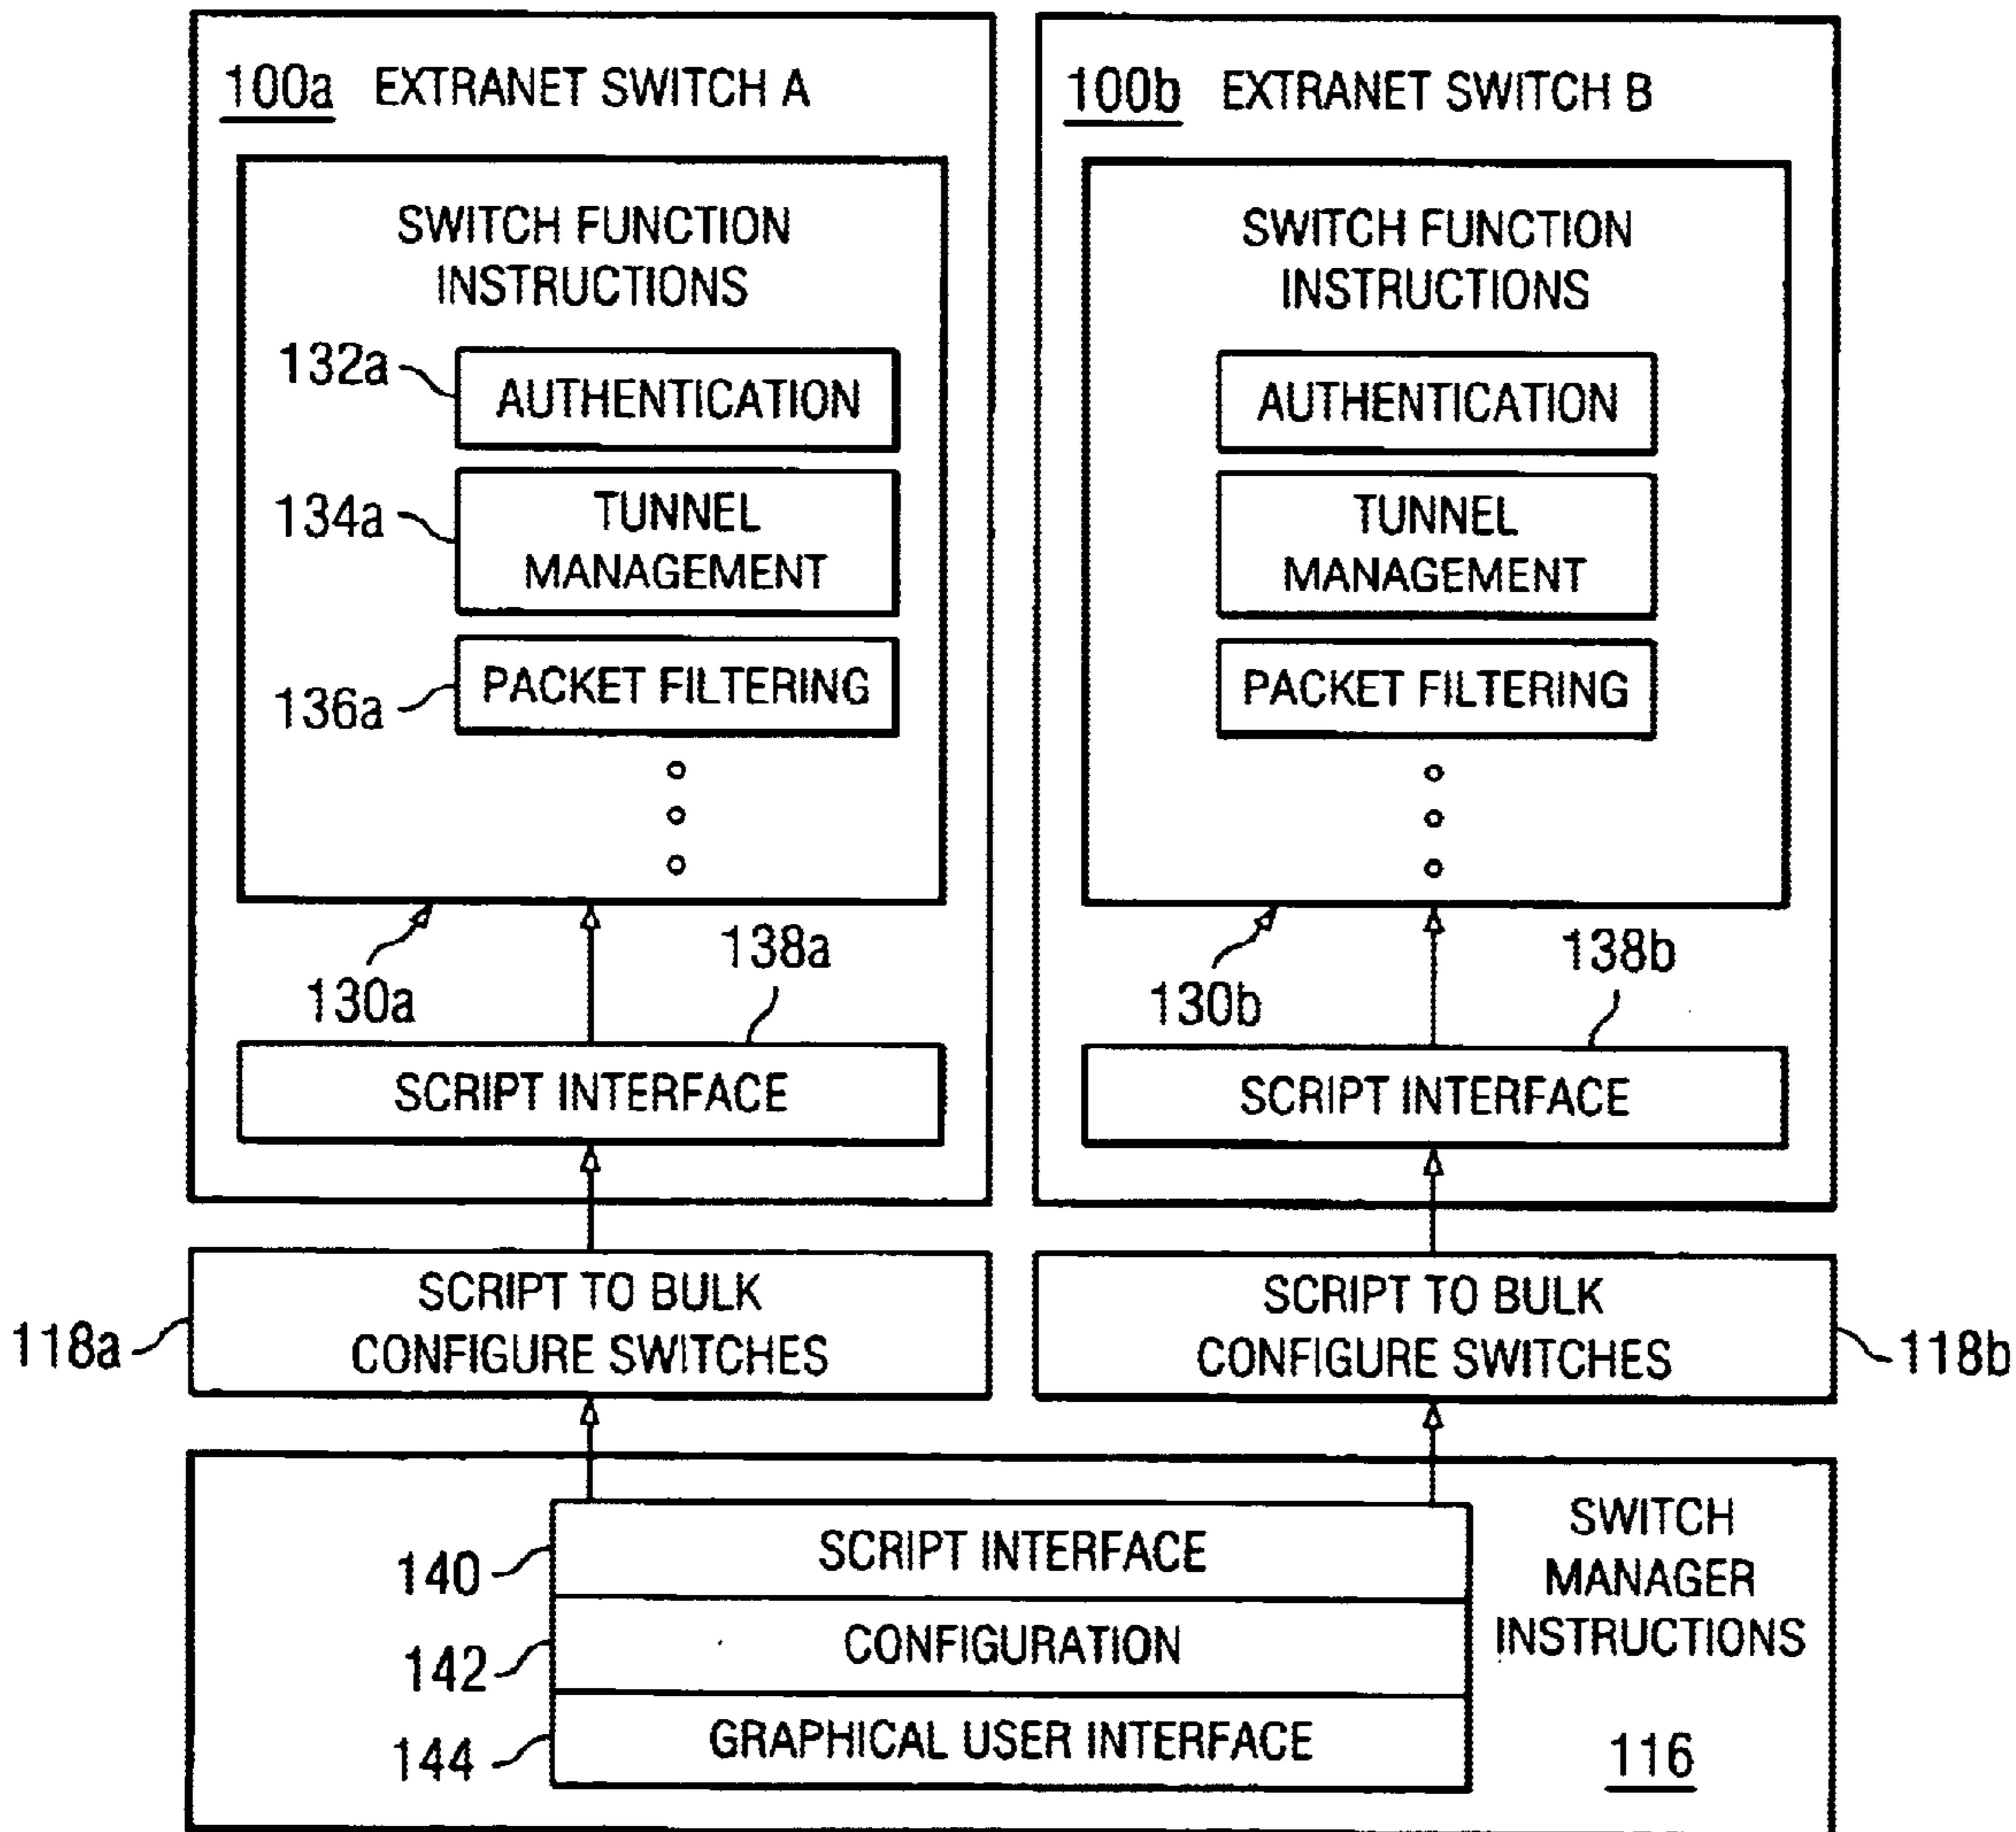 100a EXTRANET SWITCH A
SWITCH FUNCTION
INSTRUCTIONS
132a
AUTHENTICATION
134a
TUNNEL
MANAGEMENT
136a
PACKET FILTERING
130a
138a
SCRIPT INTERFACE
100b EXTRANET SWITCH B
SWITCH FUNCTION
INSTRUCTIONS
AUTHENTICATION
TUNNEL
MANAGEMENT
PACKET FILTERING
130b
138b
SCRIPT INTERFACE
118a
SCRIPT TO BULK
CONFIGURE SWITCHES
SCRIPT TO BULK
CONFIGURE SWITCHES
118b
140
SCRIPT INTERFACE
142
CONFIGURATION
144
GRAPHICAL USER INTERFACE
SWITCH
MANAGER
INSTRUCTIONS
116